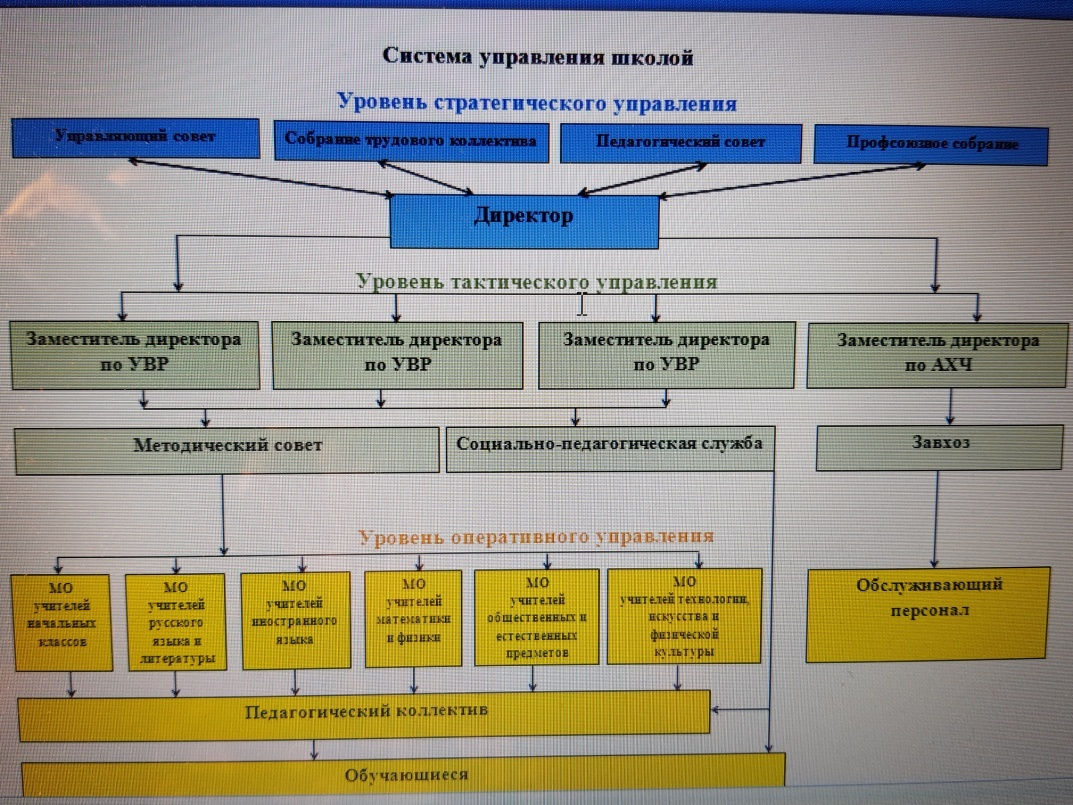 Система управления школой
Уровень стратегического управления
Управляющий совет
Собрание трудового коллектива
Педагогический совет
Профсоюзное собрание
Директор
Уровень тактического управления
Заместитель директора
по УВР
Заместитель директора
по УВР
Заместитель директора
по УВР
Заместитель директора
по АХЧ
Методический совет
Социально-педагогическая служба
Завхоз
Уровень оперативного управления
МО
учителей
начальных
классов
МО
учителей
русского
языка и
литературы
МО
учителей
иностранного
языка
МО
учителей
математики
и физики
МО
учителей
общественных и
естественных
предметов
МО
учителей технологии,
искусства и
физической
культуры
Обслуживающий
персонал
Педагогический коллектив
Обучающиеся